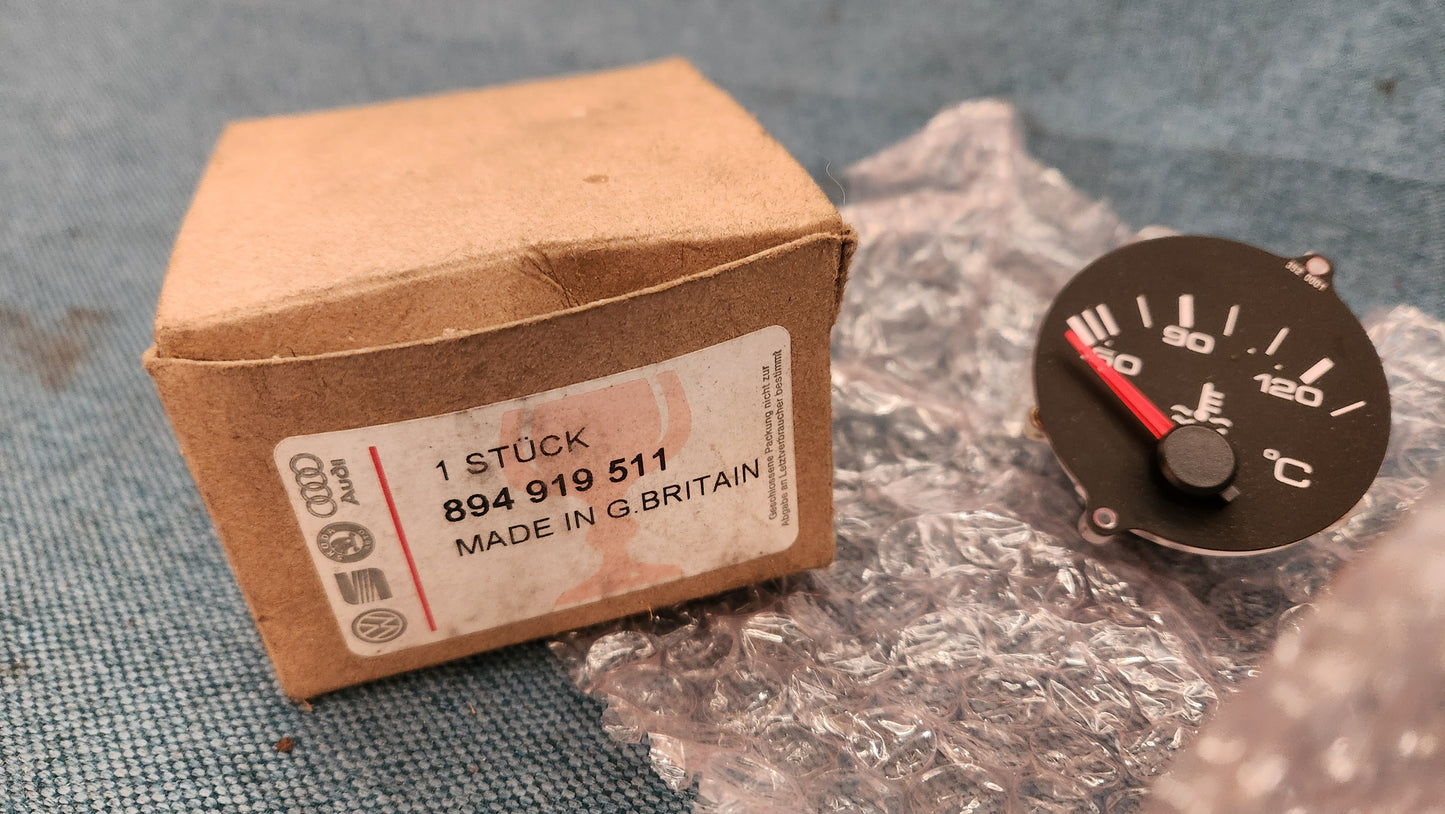 1 STÜCK
894 919 511
MADE IN G.BRITAIN
Geschlossene Packung nicht zur
Abgabe an Letztverbraucher bestimmt
Audi
90
120
°C